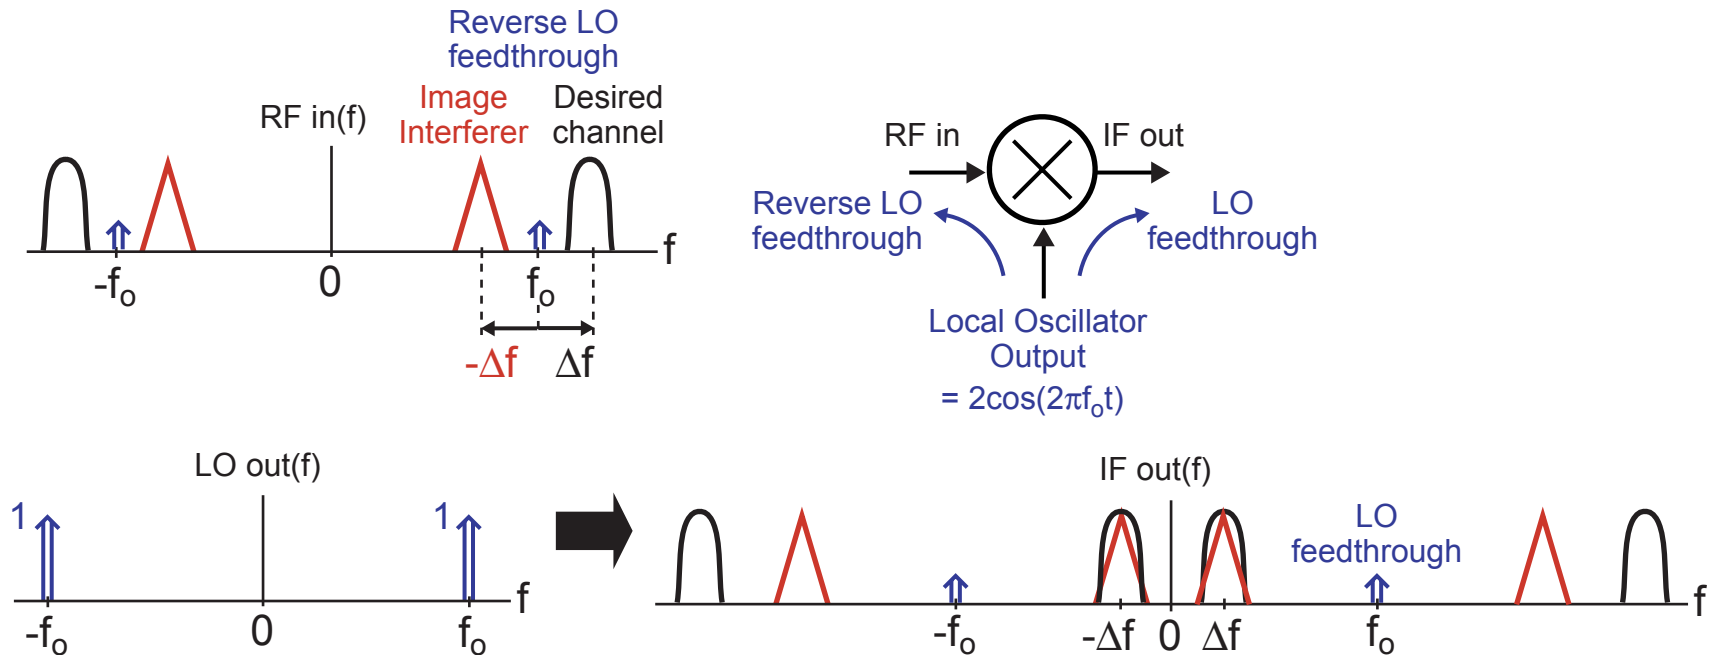 Reverse LO
feedthrough
Image
Interferer
Desired
channel
RF in(f)
-fo
0
fo
f
-Δf
Δf
RF in
IF out
Reverse LO
feedthrough
LO
feedthrough
Local Oscillator
Output
= 2cos(2πfot)
LO out(f)
1
1
-fo
0
fo
f
IF out(f)
LO
feedthrough
-fo
-Δf
0
Δf
fo
f